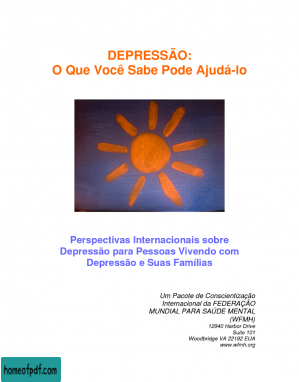 DEPRESSÃO:
O Que Você Sabe Pode Ajudá-lo
Perspectivas Internacionais sobre
Depressão para Pessoas Vivendo com
Depressão e Suas Famílias
Um Pacote de Conscientização
Internacional da FEDERAÇÃO
MUNDIAL PARA SAÚDE MENTAL
(WFMH)
12940 Harbor Drive
Suite 101
Woodbridge VA 22192 EUA
www.wfmh.org
homeofpdf.com